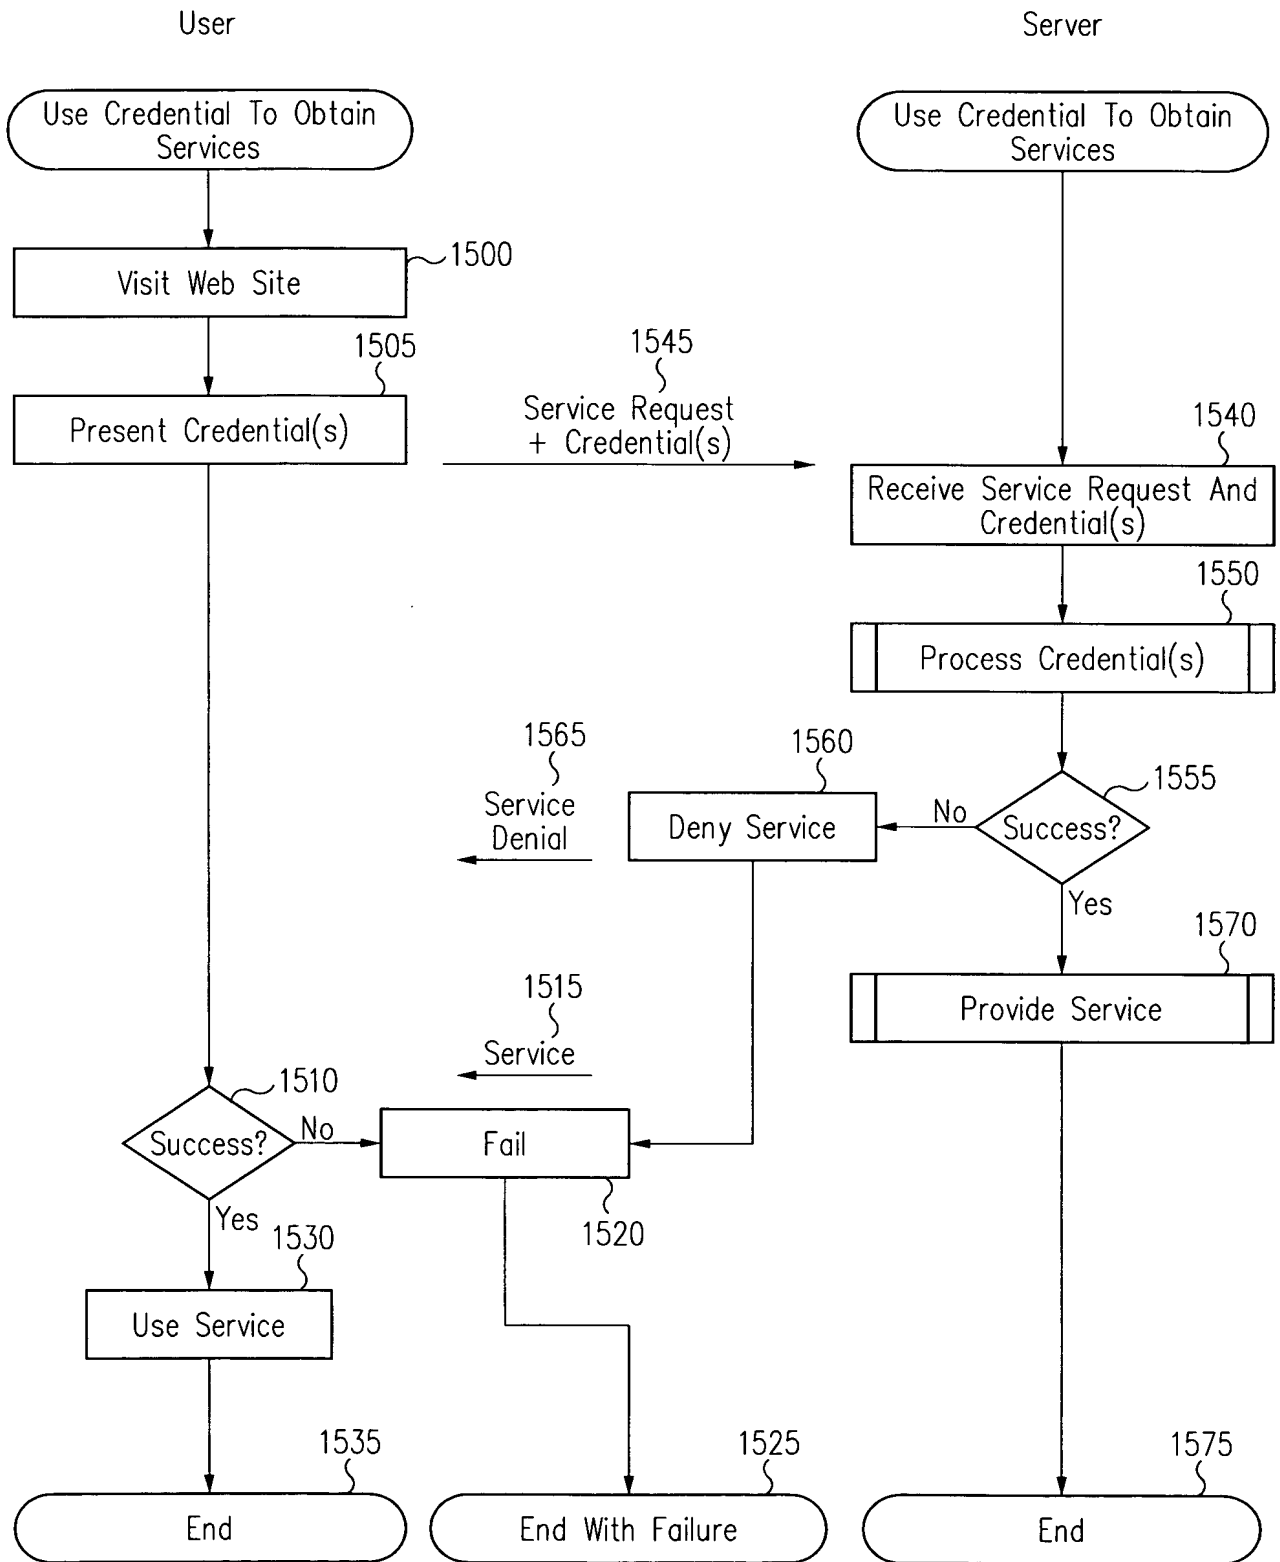 User
Server
Use Credential To Obtain
Services
Use Credential To Obtain
Services
1500
Visit Web Site
1505
1545
Present Credential(s)
Service Request
+ Credential(s)
1540
Receive Service Request And
Credential(s)
1550
Process Credential(s)
1565
1560
1555
Service
Denial
Deny Service
No
Success?
Yes
1570
Provide Service
1515
Service
1510
Success?
No
Fail
Yes
1520
1530
Use Service
1535
1525
1575
End
End With Failure
End